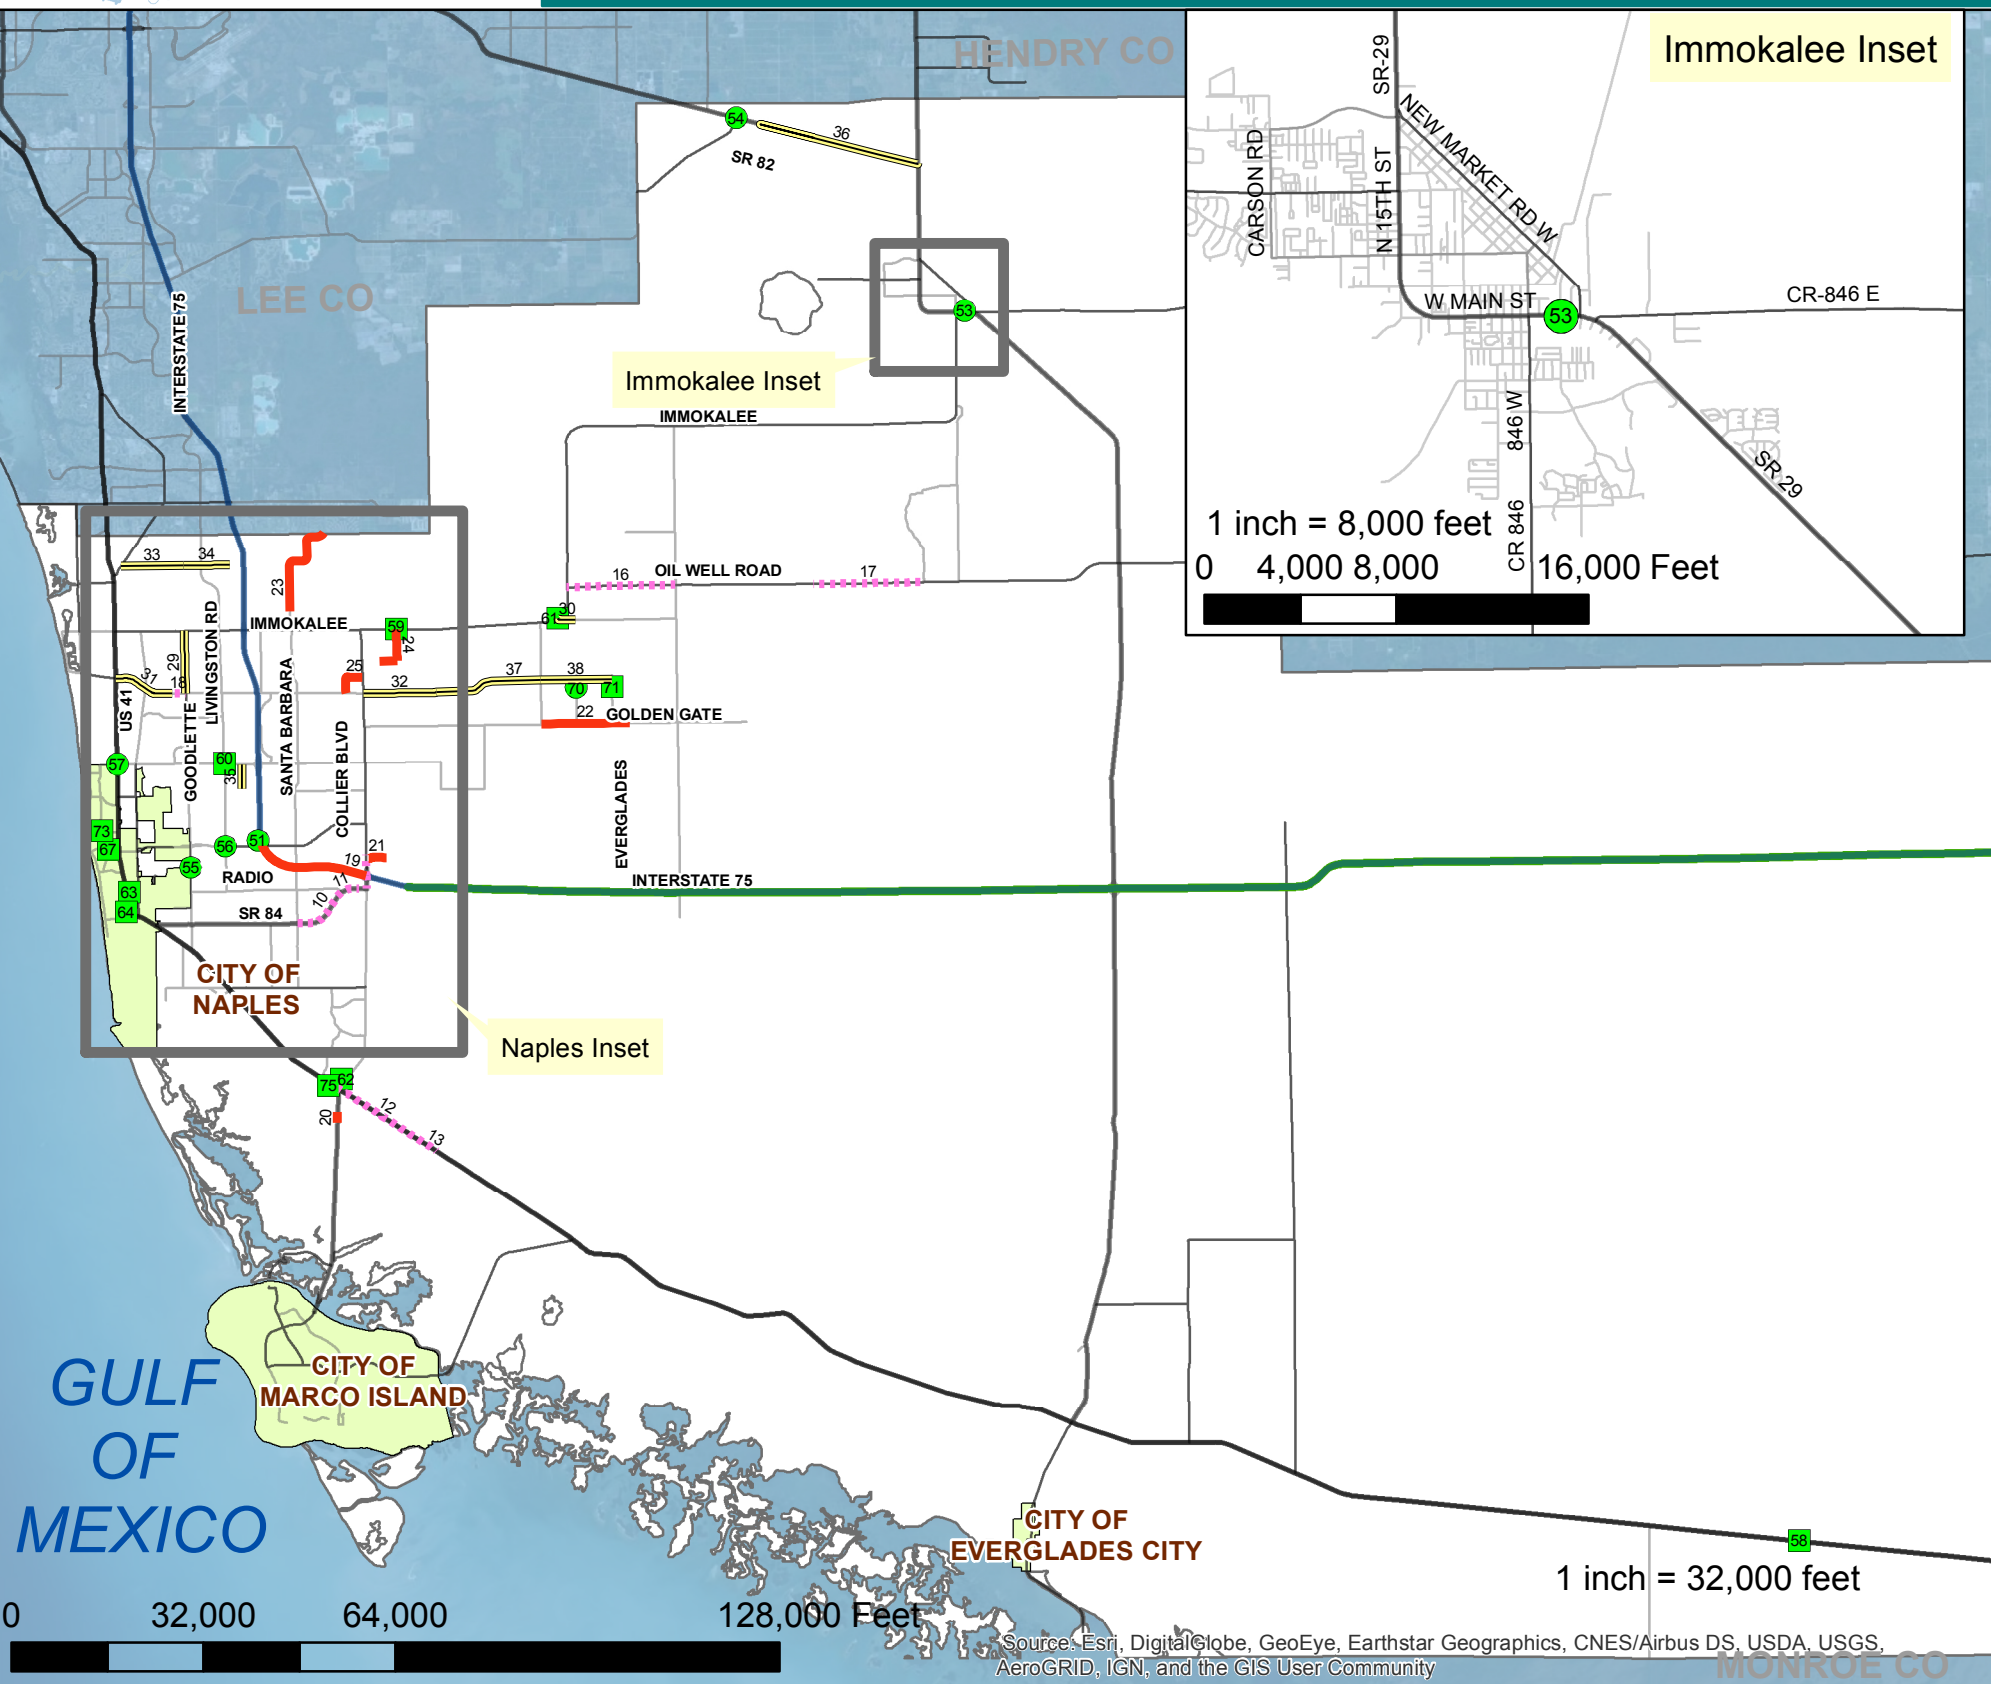 HENDRY CO
Immokalee Inset
SR-29
NEW MARKET RD W
CARSON RD
N 15TH ST
W MAIN ST
53
CR-846 E
846 W
CR 846
SR 29
1 inch = 8,000 feet
0 4,000 8,000 16,000 Feet
54
36
SR 82
LEE CO
INTERSTATE 75
53
Immokalee Inset
IMMOKALEE
33 34
23
16 OIL WELL ROAD 17
61 30
IMMOKALEE
59
24
LIVINGSTON RD
29
31
18
25
32
37
38
70 71
22 GOLDEN GATE
US 41
GOODLETTE
SANTA BARBARA
COLLIER BLVD
EVERGLADES
57
60
35
73
67
56
51
55
RADIO
19
21
11
10
63
64
SR 84
INTERSTATE 75
CITY OF
NAPLES
Naples Inset
75 62
20
12
13
CITY OF
MARCO ISLAND
GULF
OF
MEXICO
CITY OF
EVERGLADES CITY
58
1 inch = 32,000 feet
0 32,000 64,000 128,000 Feet
Source: Esri, DigitalGlobe, GeoEye, Earthstar Geographics, CNES/Airbus DS, USDA, USGS,
AeroGRID, IGN, and the GIS User Community
MONROE CO